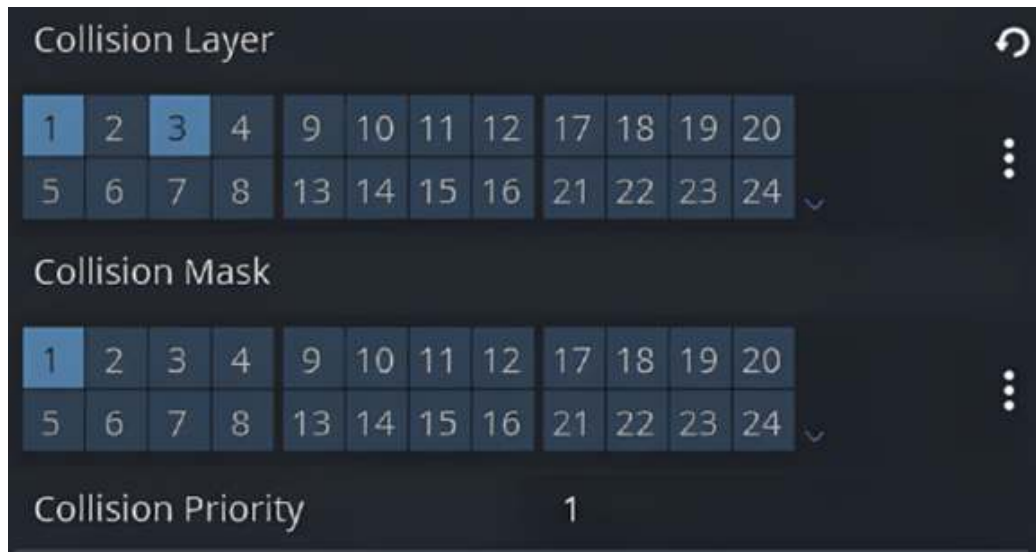 Collision Layer
1 2 3 4 9 10 11 12 17 18 19 20
5 6 7 8 13 14 15 16 21 22 23 24
Collision Mask
1 2 3 4 9 10 11 12 17 18 19 20
5 6 7 8 13 14 15 16 21 22 23 24
Collision Priority 1